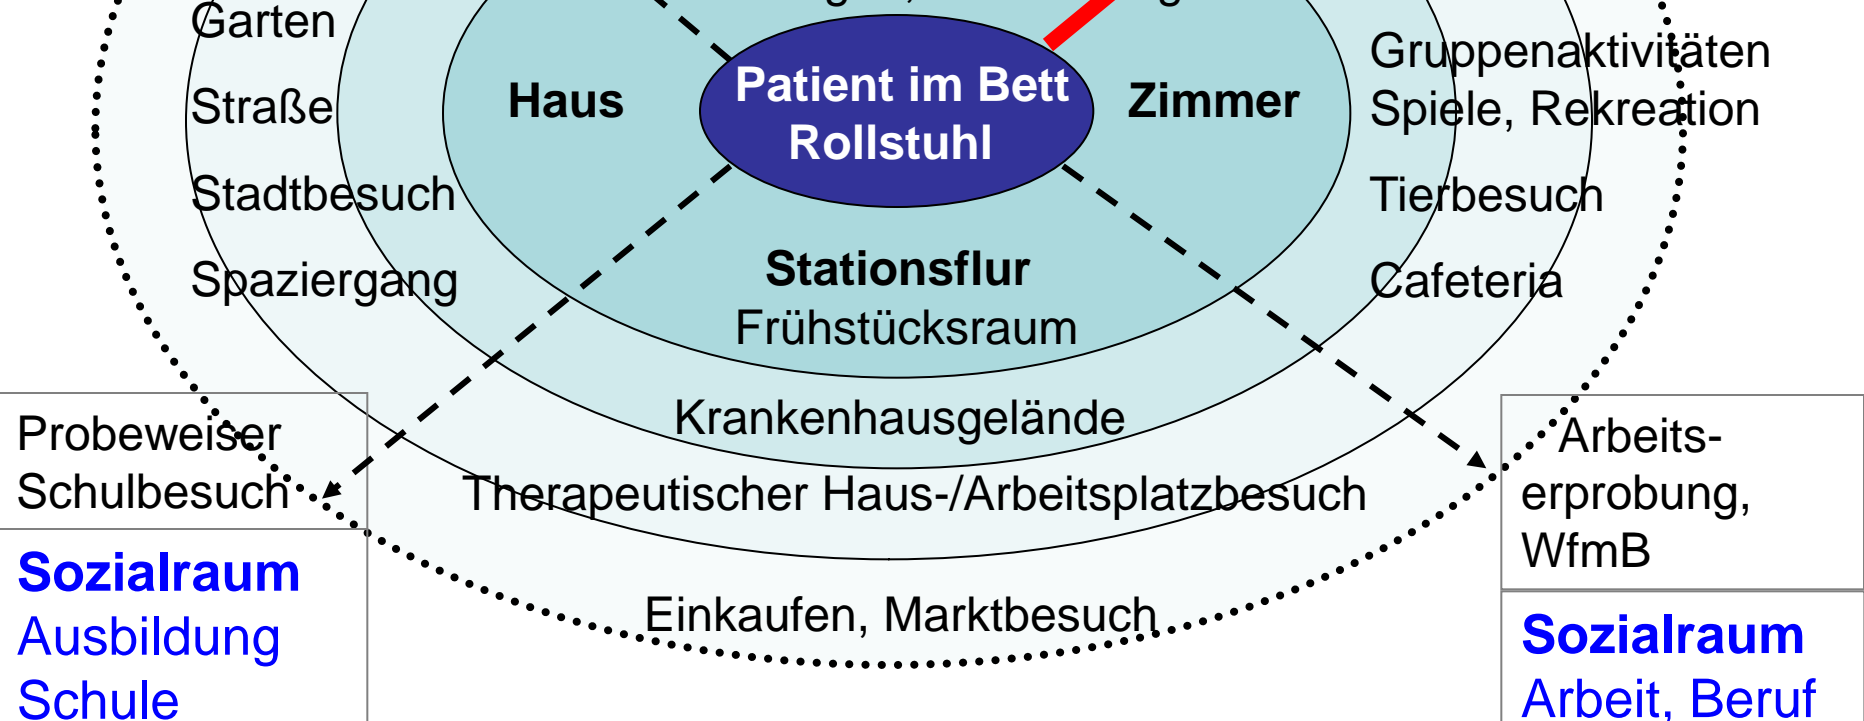 Garten
Straße
Stadtbesuch
Spaziergang
Haus
Patient im Bett
Rollstuhl
Zimmer
Stationsflur
Frühstücksraum
Krankenhausgelände
Therapeutischer Haus-/Arbeitsplatzbesuch
Einkaufen, Marktbesuch
Gruppenaktivitäten
Spiele, Rekreation
Tierbesuch
Cafeteria
Probeweiser
Schulbesuch
Sozialraum
Ausbildung
Schule
Arbeits-
erprobung,
WfmB
Sozialraum
Arbeit, Beruf